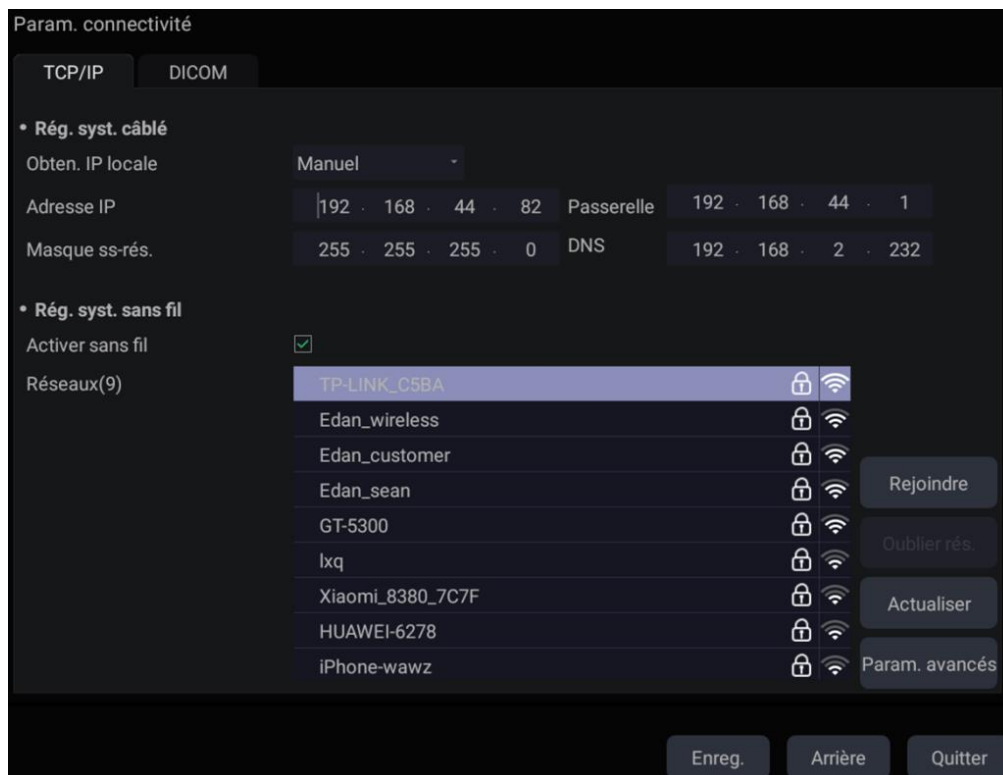 Param. connectivité
TCP/IP DICOM
• Rég. syst. câblé
Obten. IP locale Manuel
Adresse IP 192 . 168 . 44 . 82 Passerelle 192 . 168 . 44 . 1
Masque ss-rés. 255 . 255 . 255 . 0 DNS 192 . 168 . 2 . 232
• Rég. syst. sans fil
Activer sans fil
Réseaux(9) TP-LINK_C5BA
Edan_wireless
Edan_customer
Edan_sean
Rejoindre
GT-5300
Oublier rés.
lxq
Xiaomi_8380_7C7F
Actualiser
HUAWEI-6278
iPhone-wawz
Param. avancés
Enreg. Arrière Quitter